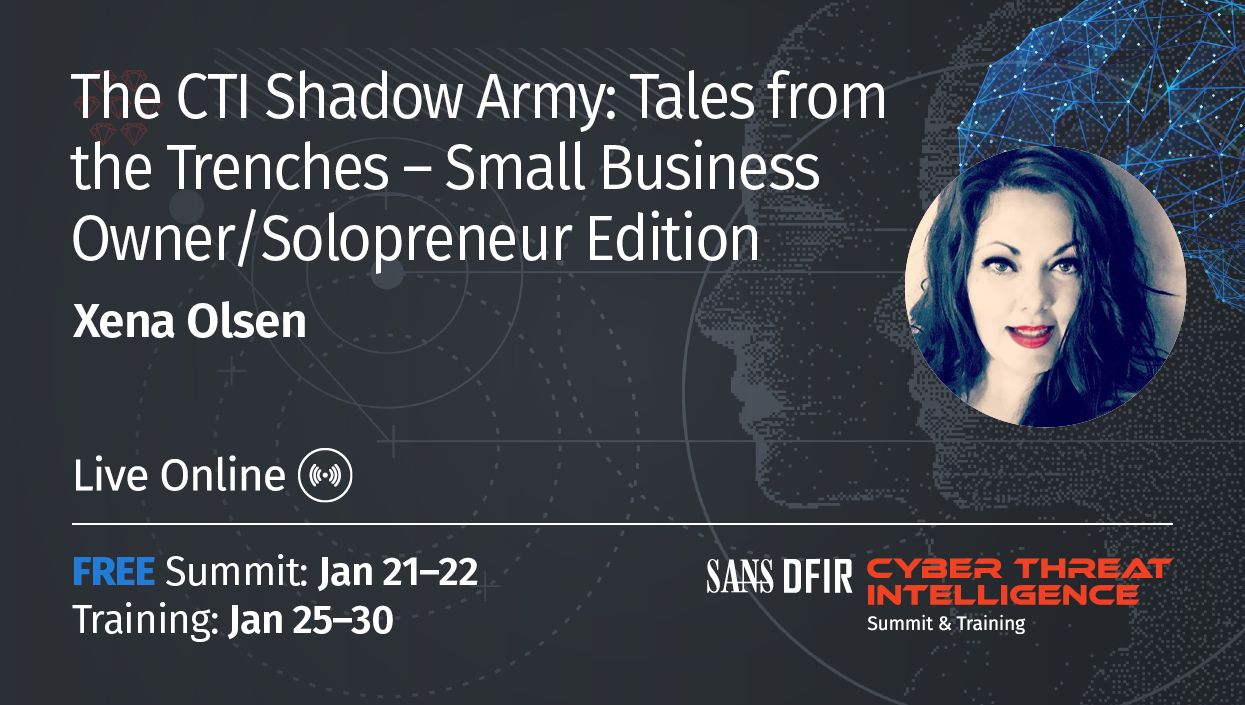 The CTI Shadow Army: Tales from
the Trenches – Small Business
Owner/Solopreneur Edition
Xena Olsen
Live Online
FREE Summit: Jan 21–22
Training: Jan 25–30
SANS DFIR
CYBER THREAT
INTELLIGENCE
Summit & Training